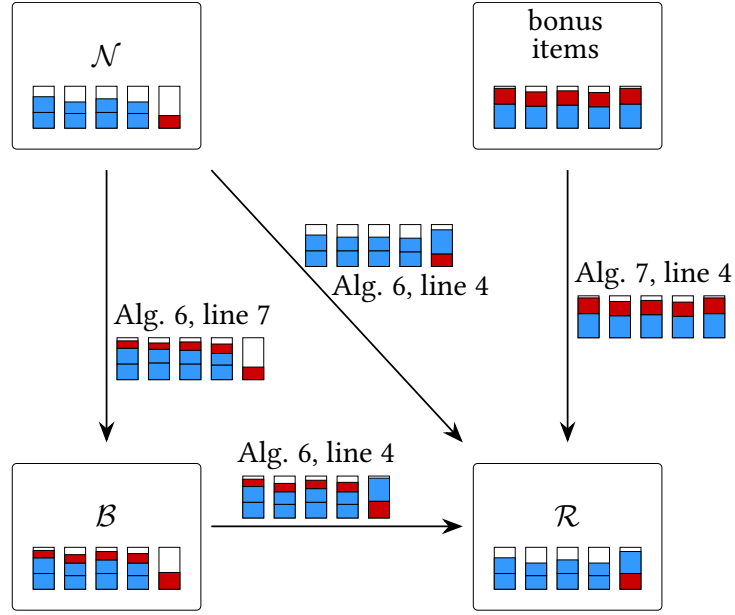 𝒩
bonus
items
Alg. 6, line 4
Alg. 7, line 4
Alg. 6, line 7
Alg. 6, line 4
ℬ
ℛ